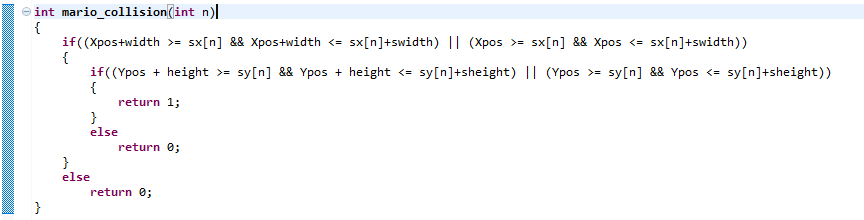 int mario_collision(int n)
{
    if((Xpos+width >= sx[n] && Xpos+width <= sx[n]+swidth) || (Xpos >= sx[n] && Xpos <= sx[n]+swidth))
    {
        if((Ypos + height >= sy[n] && Ypos + height <= sy[n]+sheight) || (Ypos >= sy[n] && Ypos <= sy[n]+sheight))
        {
            return 1;
        }
        else
            return 0;
    }
    else
        return 0;
}